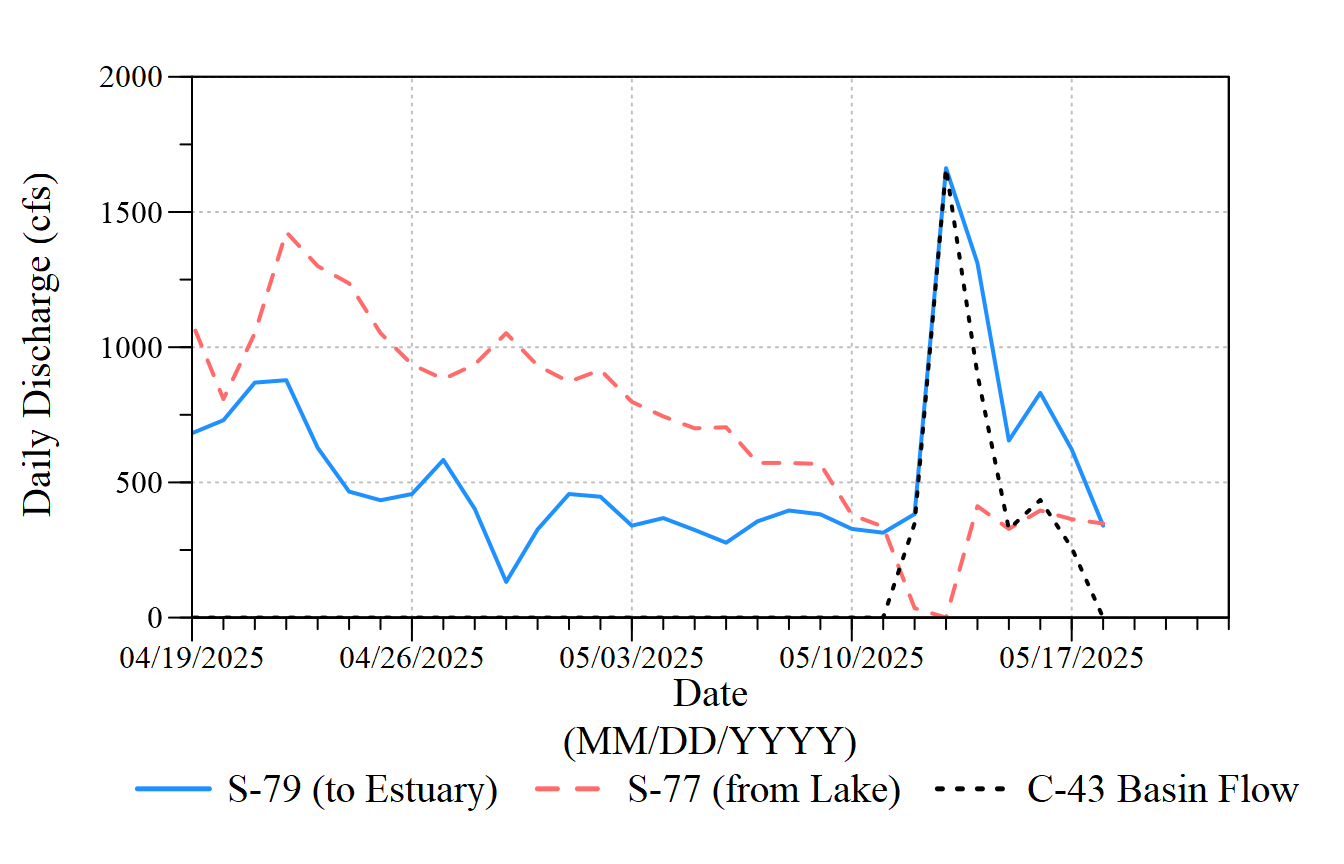 2000
1500
1000
500
0
Daily Discharge (cfs)
04/19/2025 04/26/2025 05/03/2025 05/10/2025 05/17/2025
Date
(MM/DD/YYYY)
S-79 (to Estuary) S-77 (from Lake) C-43 Basin Flow